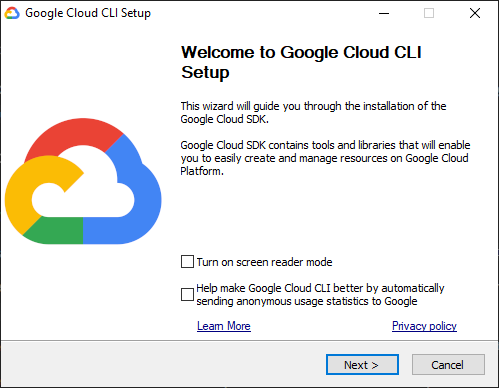 Google Cloud CLI Setup
Welcome to Google Cloud CLI
Setup
This wizard will guide you through the installation of the
Google Cloud SDK.
Google Cloud SDK contains tools and libraries that will enable
you to easily create and manage resources on Google Cloud
Platform.
Turn on screen reader mode
Help make Google Cloud CLI better by automatically
sending anonymous usage statistics to Google
Learn More Privacy policy
Next > Cancel